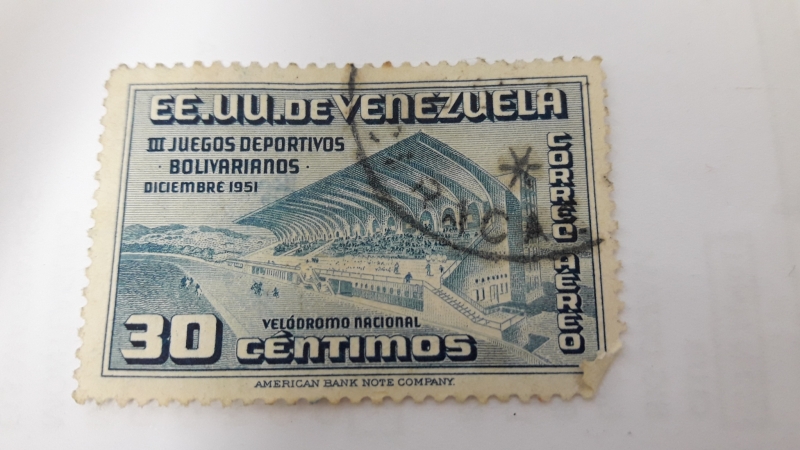 EE.UU. DE VENEZUELA
III JUEGOS DEPORTIVOS
· BOLIVARIANOS ·
DICIEMBRE 1951
CORREO AEREO
VELÓDROMO NACIONAL
30 CÉNTIMOS
AMERICAN BANK NOTE COMPANY.